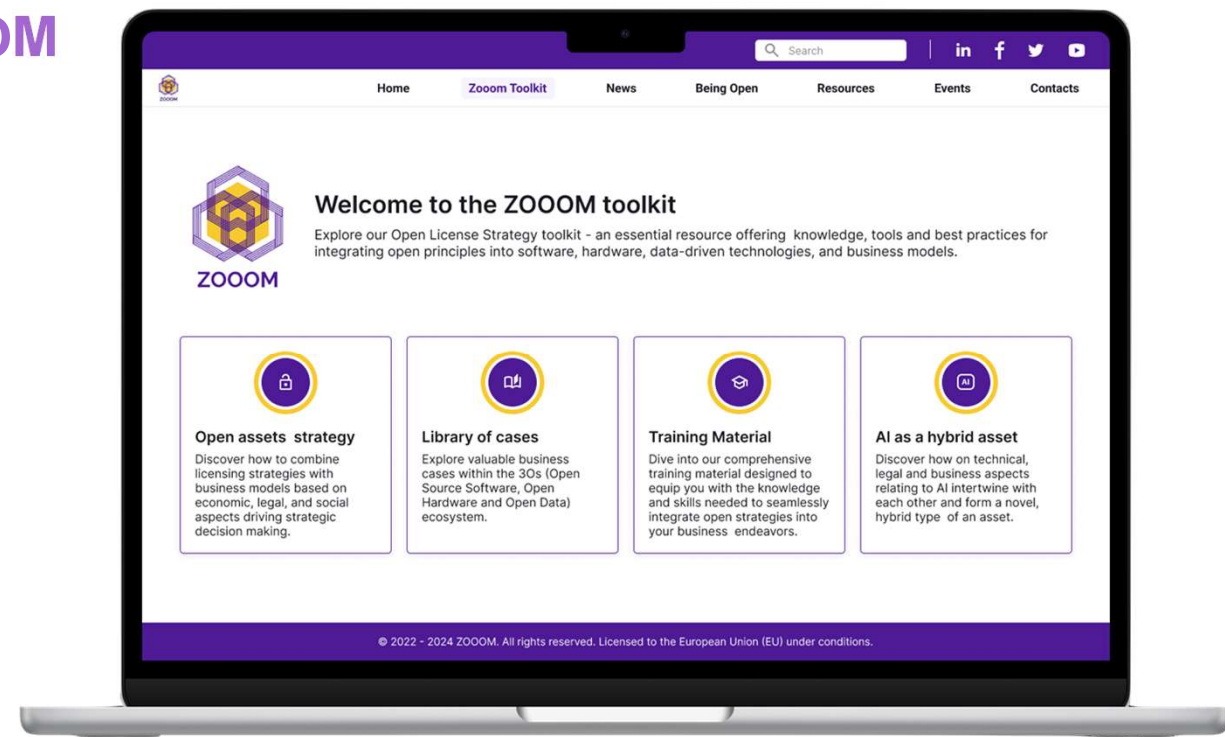 OM
Search
in f
ZOOOM
Home Zooom Toolkit News Being Open Resources Events Contacts
ZOOOM
Welcome to the ZOOOM toolkit
Explore our Open License Strategy toolkit - an essential resource offering knowledge, tools and best practices for
integrating open principles into software, hardware, data-driven technologies, and business models.
Open assets strategy
Discover how to combine
licensing strategies with
business models based on
economic, legal, and social
aspects driving strategic
decision making.
Library of cases
Explore valuable business
cases within the 3Os (Open
Source Software, Open
Hardware and Open Data)
ecosystem.
Training Material
Dive into our comprehensive
training material designed to
equip you with the knowledge
and skills needed to seamlessly
integrate open strategies into
your business endeavors.
AI
AI as a hybrid asset
Discover how on technical,
legal and business aspects
relating to AI intertwine with
each other and form a novel,
hybrid type of an asset.
© 2022 - 2024 ZOOOM. All rights reserved. Licensed to the European Union (EU) under conditions.